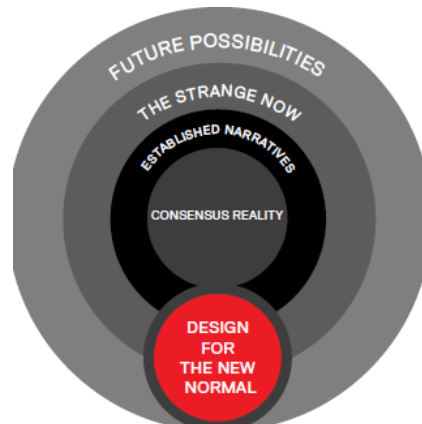 FUTURE POSSIBILITIES
THE STRANGE NOW
ESTABLISHED NARRATIVES
CONSENSUS REALITY
DESIGN
FOR
THE NEW
NORMAL